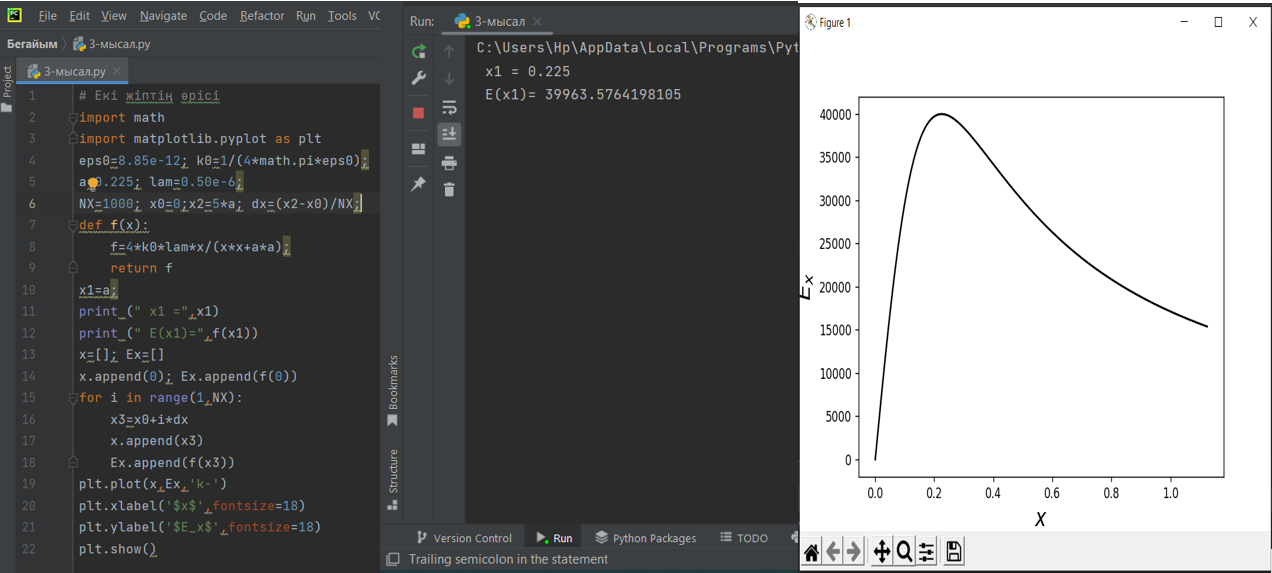 PC File Edit View Navigate Code Refactor Run Tools VC
Бегайым 3-мысал.py
Project
3-мысал.py
1 # Екі жіптің өрісі
2 import math
3 import matplotlib.pyplot as plt
4 eps0=8.85e-12; k0=1/(4*math.pi*eps0);
5 a 0.225; lam=0.50e-6;
6 NX=1000; x0=0;x2=5*a; dx=(x2-x0)/NX;
7 def f(x):
8 f=4*k0*lam*x/(x*x+a*a);
9 return f
10 x1=a;
11 print (" x1 =",x1)
12 print (" E(x1)=",f(x1))
13 x=[]; Ex=[]
14 x.append(0); Ex.append(f(0))
15 for i in range(1,NX):
16 x3=x0+i*dx
17 x.append(x3)
18 Ex.append(f(x3))
19 plt.plot(x,Ex,'k-')
20 plt.xlabel('$x$',fontsize=18)
21 plt.ylabel('$E_x$',fontsize=18)
22 plt.show()
Run: 3-мысал
C:\Users\Hp\AppData\Local\Programs\Pyt
x1 = 0.225
E(x1)= 39963.5764198105
Bookmarks
Structure
Version Control Run Python Packages TODO
Trailing semicolon in the statement
Figure 1
40000
35000
30000
25000
20000
15000
10000
5000
0
Ex
0.0 0.2 0.4 0.6 0.8 1.0
x